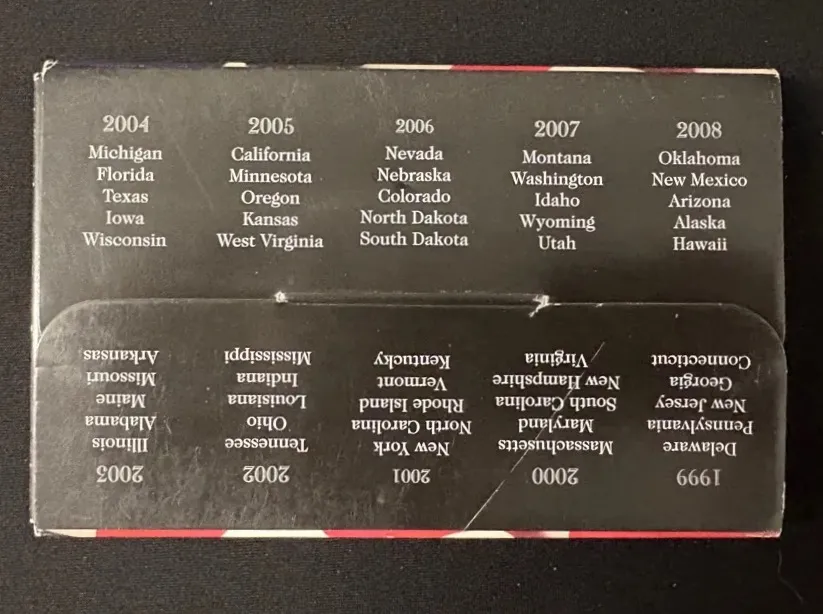 2004
Michigan
Florida
Texas
Iowa
Wisconsin
2005
California
Minnesota
Oregon
Kansas
West Virginia
2006
Nevada
Nebraska
Colorado
North Dakota
South Dakota
2007
Montana
Washington
Idaho
Wyoming
Utah
2008
Oklahoma
New Mexico
Arizona
Alaska
Hawaii
1999
Delaware
Pennsylvania
New Jersey
Georgia
Connecticut
2000
Massachusetts
Maryland
South Carolina
New Hampshire
Virginia
2001
New York
North Carolina
Rhode Island
Vermont
Kentucky
2002
Tennessee
Ohio
Louisiana
Indiana
Mississippi
2003
Illinois
Alabama
Maine
Missouri
Arkansas